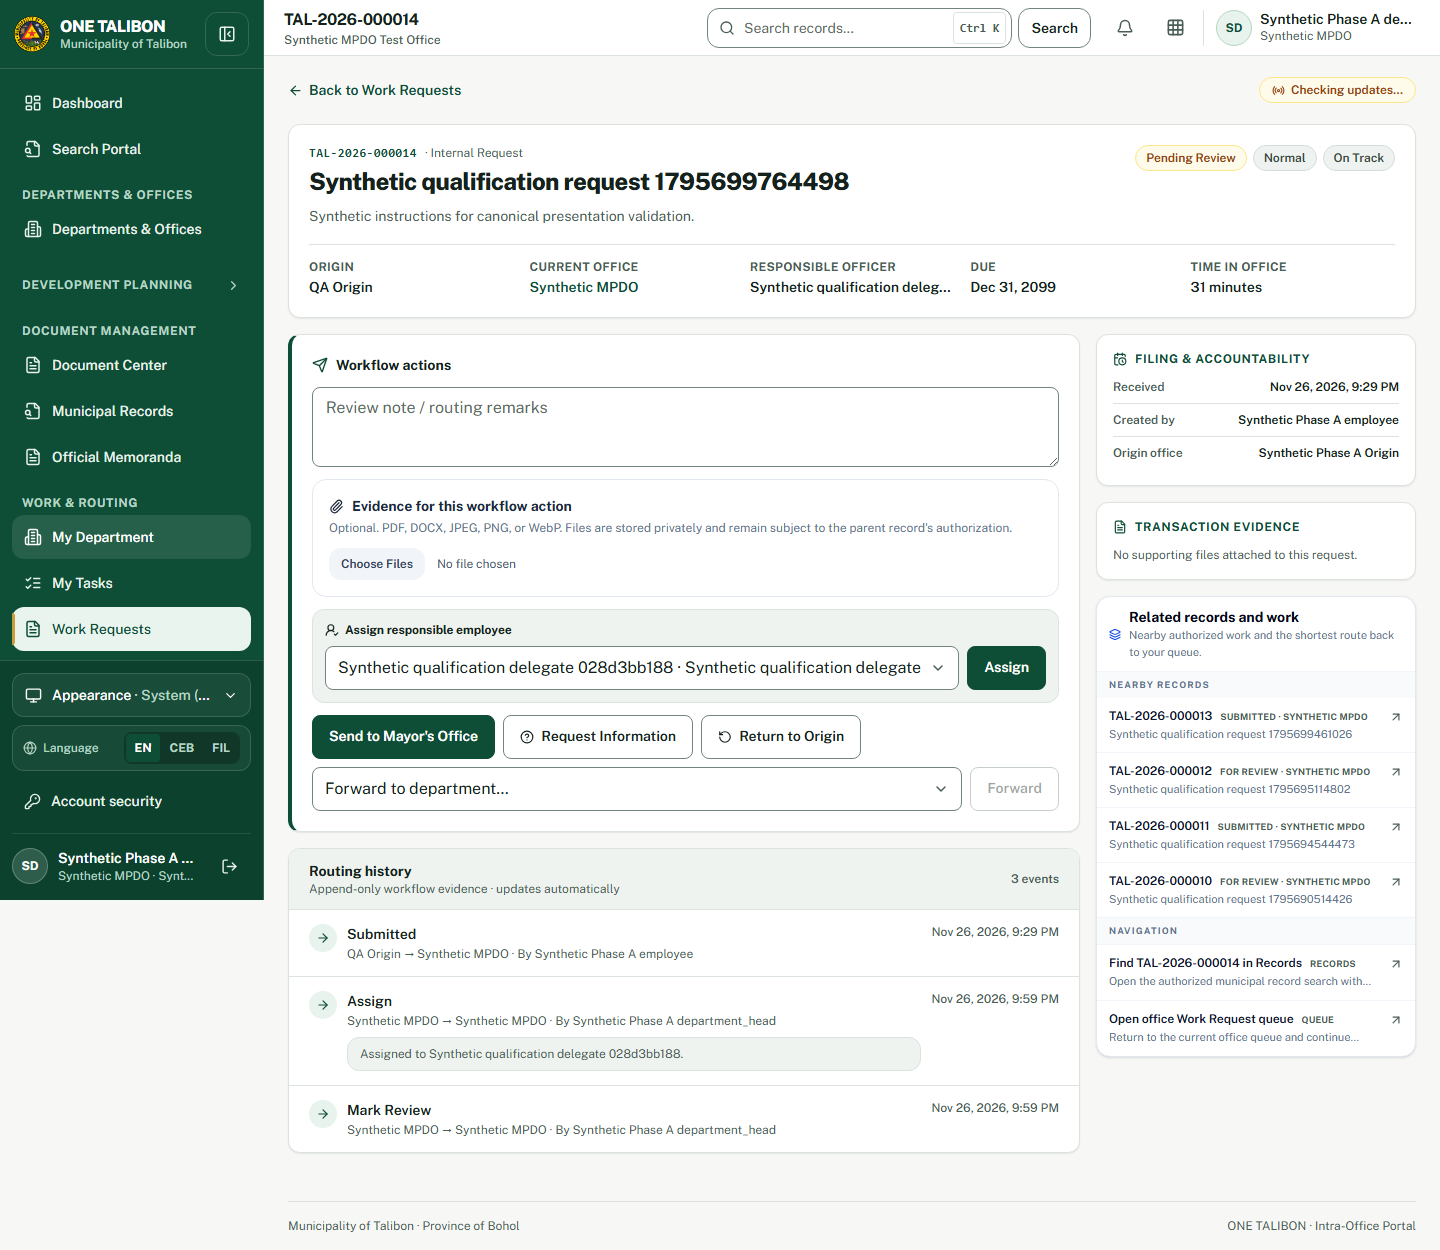 ONE TALIBON
Municipality of Talibon
Dashboard
Search Portal
DEPARTMENTS & OFFICES
Departments & Offices
DEVELOPMENT PLANNING
DOCUMENT MANAGEMENT
Document Center
Municipal Records
Official Memoranda
WORK & ROUTING
My Department
My Tasks
Work Requests
Appearance · System (...
Language EN CEB FIL
Account security
SD
Synthetic Phase A ...
Synthetic MPDO · Synt...
TAL-2026-000014
Synthetic MPDO Test Office
Search records... Ctrl K
Search
SD
Synthetic Phase A de...
Synthetic MPDO
Back to Work Requests
Checking updates...
TAL-2026-000014 · Internal Request
Pending Review Normal On Track
Synthetic qualification request 1795699764498
Synthetic instructions for canonical presentation validation.
ORIGIN
QA Origin
CURRENT OFFICE
Synthetic MPDO
RESPONSIBLE OFFICER
Synthetic qualification deleg...
DUE
Dec 31, 2099
TIME IN OFFICE
31 minutes
Workflow actions
Review note / routing remarks
Evidence for this workflow action
Optional. PDF, DOCX, JPEG, PNG, or WebP. Files are stored privately and remain subject to the parent record's authorization.
Choose Files No file chosen
Assign responsible employee
Synthetic qualification delegate 028d3bb188 · Synthetic qualification delegate
Assign
Send to Mayor's Office
Request Information
Return to Origin
Forward to department...
Forward
Routing history
Append-only workflow evidence · updates automatically
3 events
Submitted
Nov 26, 2026, 9:29 PM
QA Origin → Synthetic MPDO · By Synthetic Phase A employee
Assign
Nov 26, 2026, 9:59 PM
Synthetic MPDO → Synthetic MPDO · By Synthetic Phase A department_head
Assigned to Synthetic qualification delegate 028d3bb188.
Mark Review
Nov 26, 2026, 9:59 PM
Synthetic MPDO → Synthetic MPDO · By Synthetic Phase A department_head
FILING & ACCOUNTABILITY
Received Nov 26, 2026, 9:29 PM
Created by Synthetic Phase A employee
Origin office Synthetic Phase A Origin
TRANSACTION EVIDENCE
No supporting files attached to this request.
Related records and work
Nearby authorized work and the shortest route back
to your queue.
NEARBY RECORDS
TAL-2026-000013 SUBMITTED · SYNTHETIC MPDO
Synthetic qualification request 1795699461026
TAL-2026-000012 FOR REVIEW · SYNTHETIC MPDO
Synthetic qualification request 1795695114802
TAL-2026-000011 SUBMITTED · SYNTHETIC MPDO
Synthetic qualification request 1795694544473
TAL-2026-000010 FOR REVIEW · SYNTHETIC MPDO
Synthetic qualification request 1795690514426
NAVIGATION
Find TAL-2026-000014 in Records RECORDS
Open the authorized municipal record search with...
Open office Work Request queue QUEUE
Return to the current office queue and continue...
Municipality of Talibon · Province of Bohol
ONE TALIBON · Intra-Office Portal